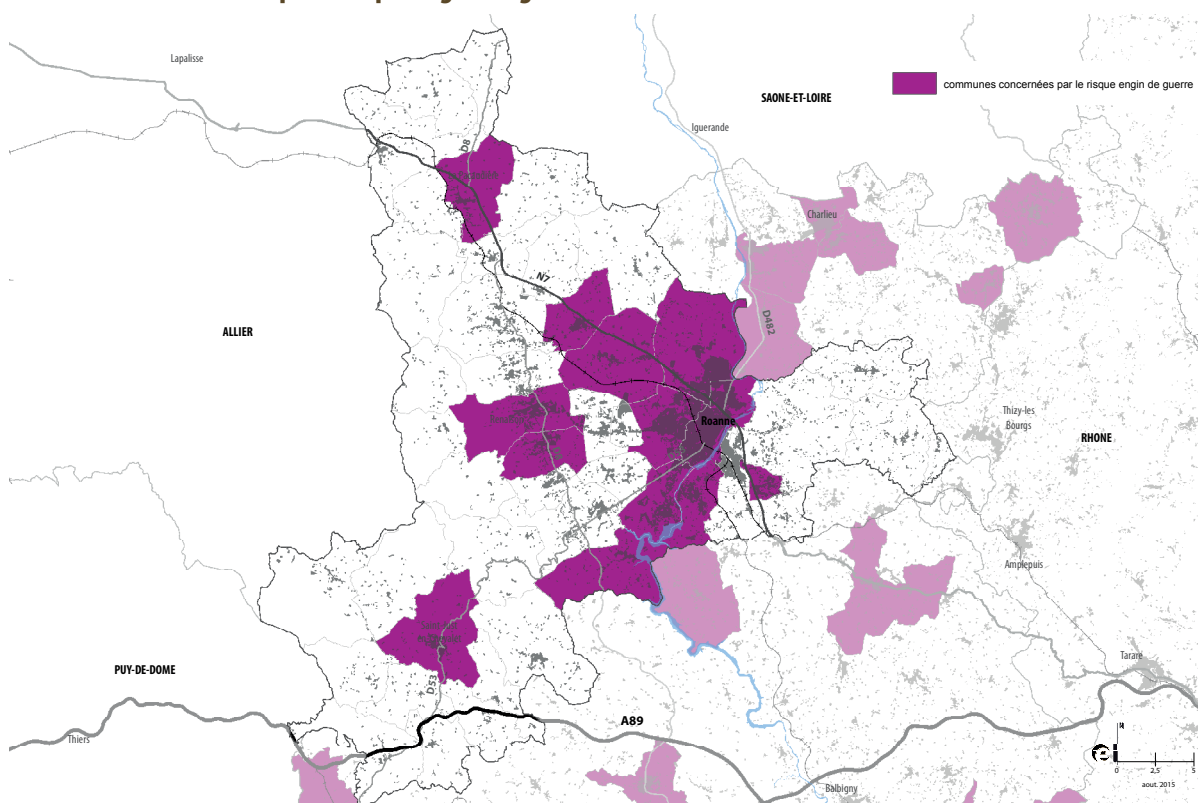 Lapalisse
SAONE-ET-LOIRE
communes concernées par le risque engin de guerre
Iguerande
D8
Charlieu
N7
D482
ALLIER
Roanne
Thizy-les
Bourgs
RHONE
Amplepuis
PUY-DE-DOME
D53
Tarare
A89
Thiers
Balbigny
0 2,5 5
aout. 2015